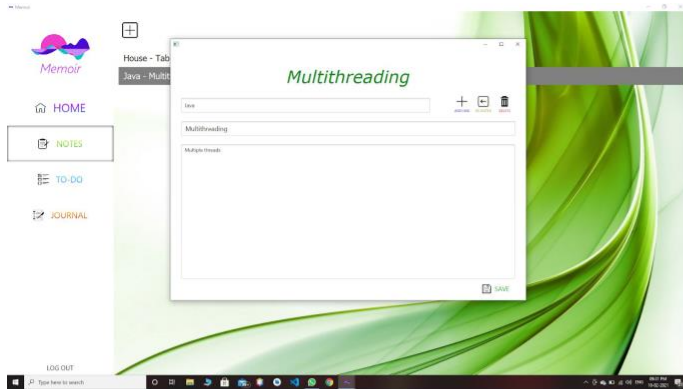 Memoir
Memoir
HOME
NOTES
TO-DO
JOURNAL
LOG OUT
House - Tab
Java - Multit
Multithreading
Java
Multithreading
Multiple threads
SAVE
Type here to search